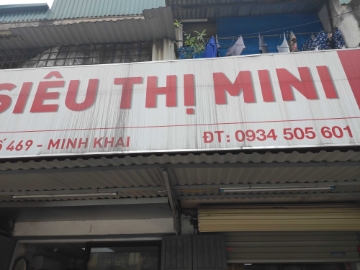 SIÊU THỊ MINI
Ố 469 - MINH KHAI ĐT: 0934 505 601